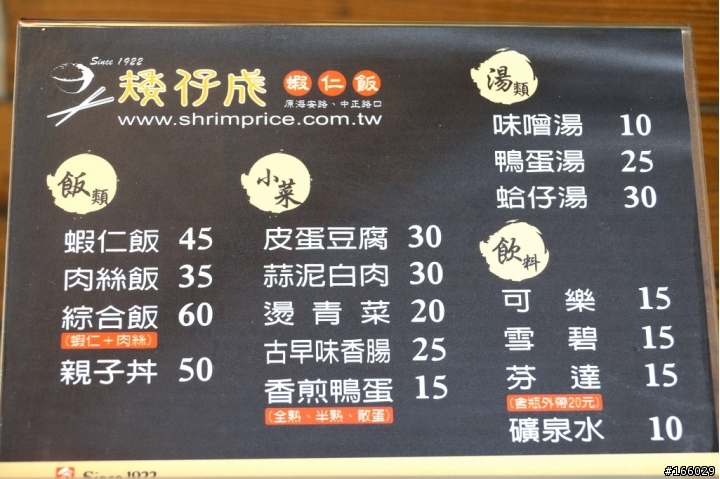 Since 1922
矮仔成 蝦仁飯
原海安路、中正路口
www.shrimprice.com.tw
飯類
蝦仁飯 45
肉絲飯 35
綜合飯 60
(蝦仁+肉絲)
親子丼 50
小菜
皮蛋豆腐 30
蒜泥白肉 30
燙青菜 20
古早味香腸 25
香煎鴨蛋 15
(全熟、半熟、散蛋)
湯類
味噌湯 10
鴨蛋湯 25
蛤仔湯 30
飲料
可樂 15
雪碧 15
芬達 15
(含瓶外帶20元)
礦泉水 10
Since 1922
#166029